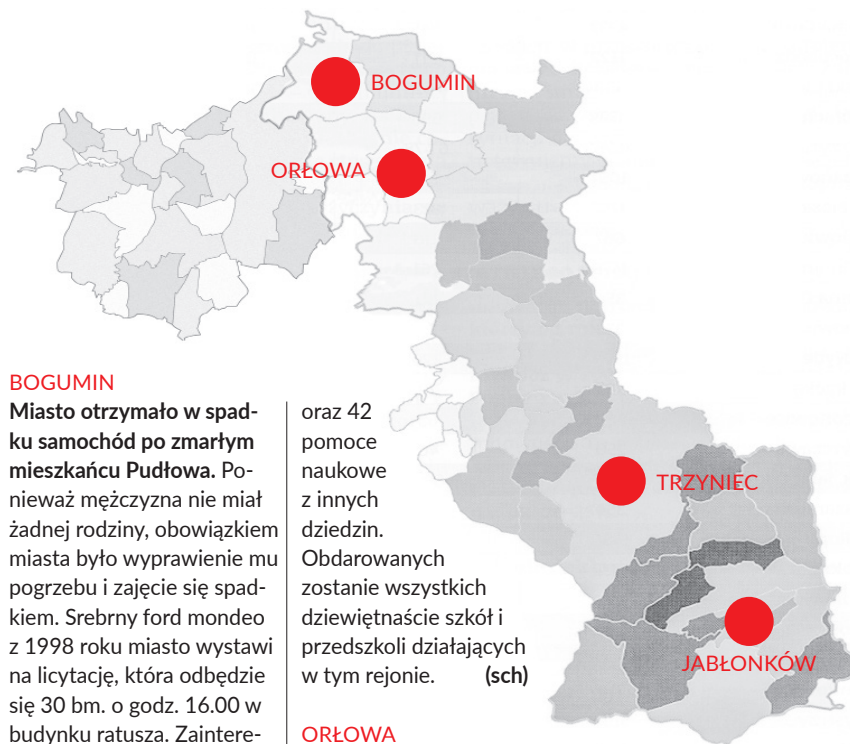 BOGUMIN
ORŁOWA
TRZYNIEC
JABŁONKÓW
BOGUMIN
Miasto otrzymało w spad-
ku samochód po zmarłym
mieszkańcu Pudłowa. Po-
nieważ mężczyzna nie miał
żadnej rodziny, obowiązkiem
miasta było wyprawienie mu
pogrzebu i zajęcie się spad-
kiem. Srebrny ford mondeo
z 1998 roku miasto wystawi
na licytację, która odbędzie
się 30 bm. o godz. 16.00 w
budynku ratusza. Zaintere-
oraz 42
pomoce
naukowe
z innych
dziedzin.
Obdarowanych
zostanie wszystkich
dziewiętnaście szkół i
przedszkoli działających
w tym rejonie. (sch)
ORŁOWA